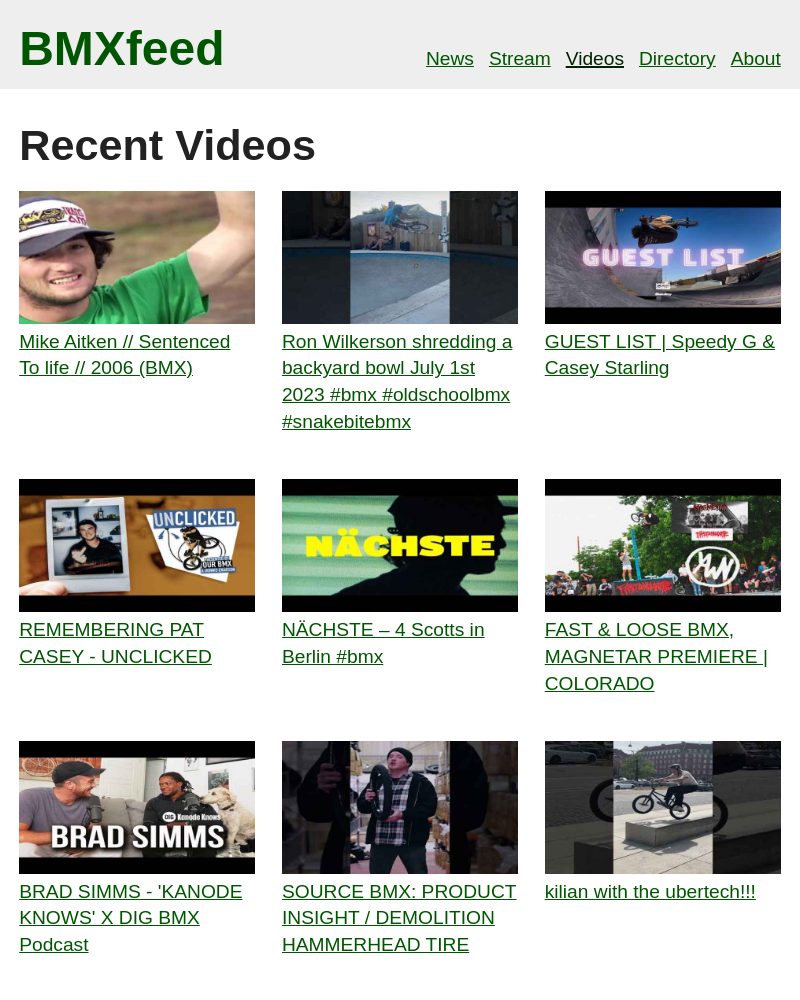 BMXfeed
News Stream Videos Directory About
Recent Videos
Mike Aitken // Sentenced
To life // 2006 (BMX)
Ron Wilkerson shredding a
backyard bowl July 1st
2023 #bmx #oldschoolbmx
#snakebitebmx
GUEST LIST
GUEST LIST | Speedy G &
Casey Starling
UNCLICKED
OUR BMX
REMEMBERING PAT
CASEY - UNCLICKED
NÄCHSTE
NÄCHSTE – 4 Scotts in
Berlin #bmx
FAST & LOOSE BMX,
MAGNETAR PREMIERE |
COLORADO
DIG Kanode Knows
BRAD SIMMS
BRAD SIMMS - 'KANODE
KNOWS' X DIG BMX
Podcast
SOURCE BMX: PRODUCT
INSIGHT / DEMOLITION
HAMMERHEAD TIRE
kilian with the ubertech!!!